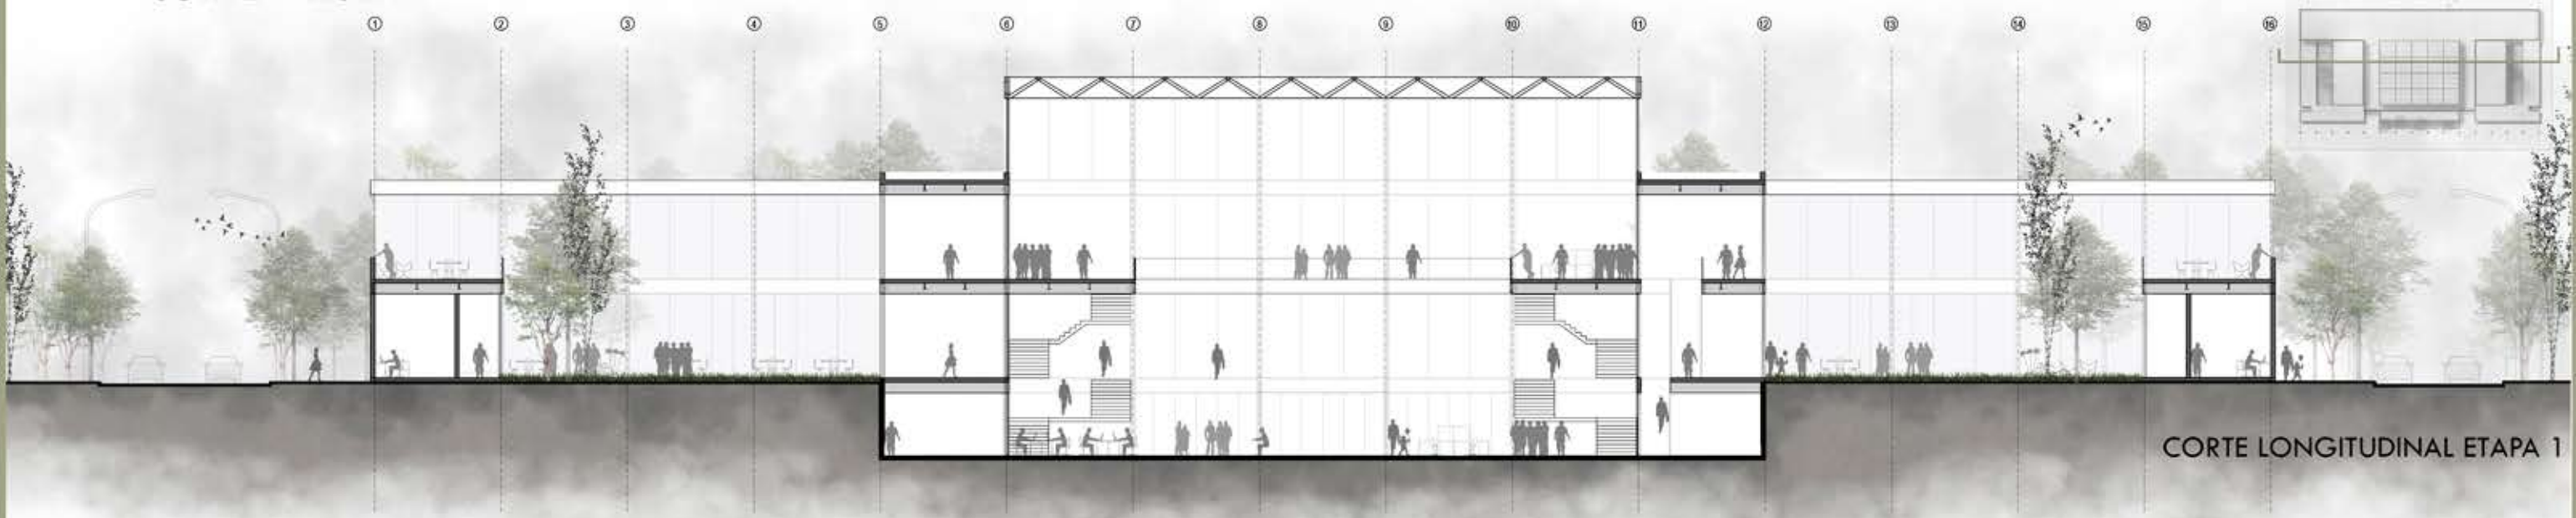 1 2 3 4 5 6 7 8 9 10 11 12 13 14 15 16
CORTE LONGITUDINAL ETAPA 1